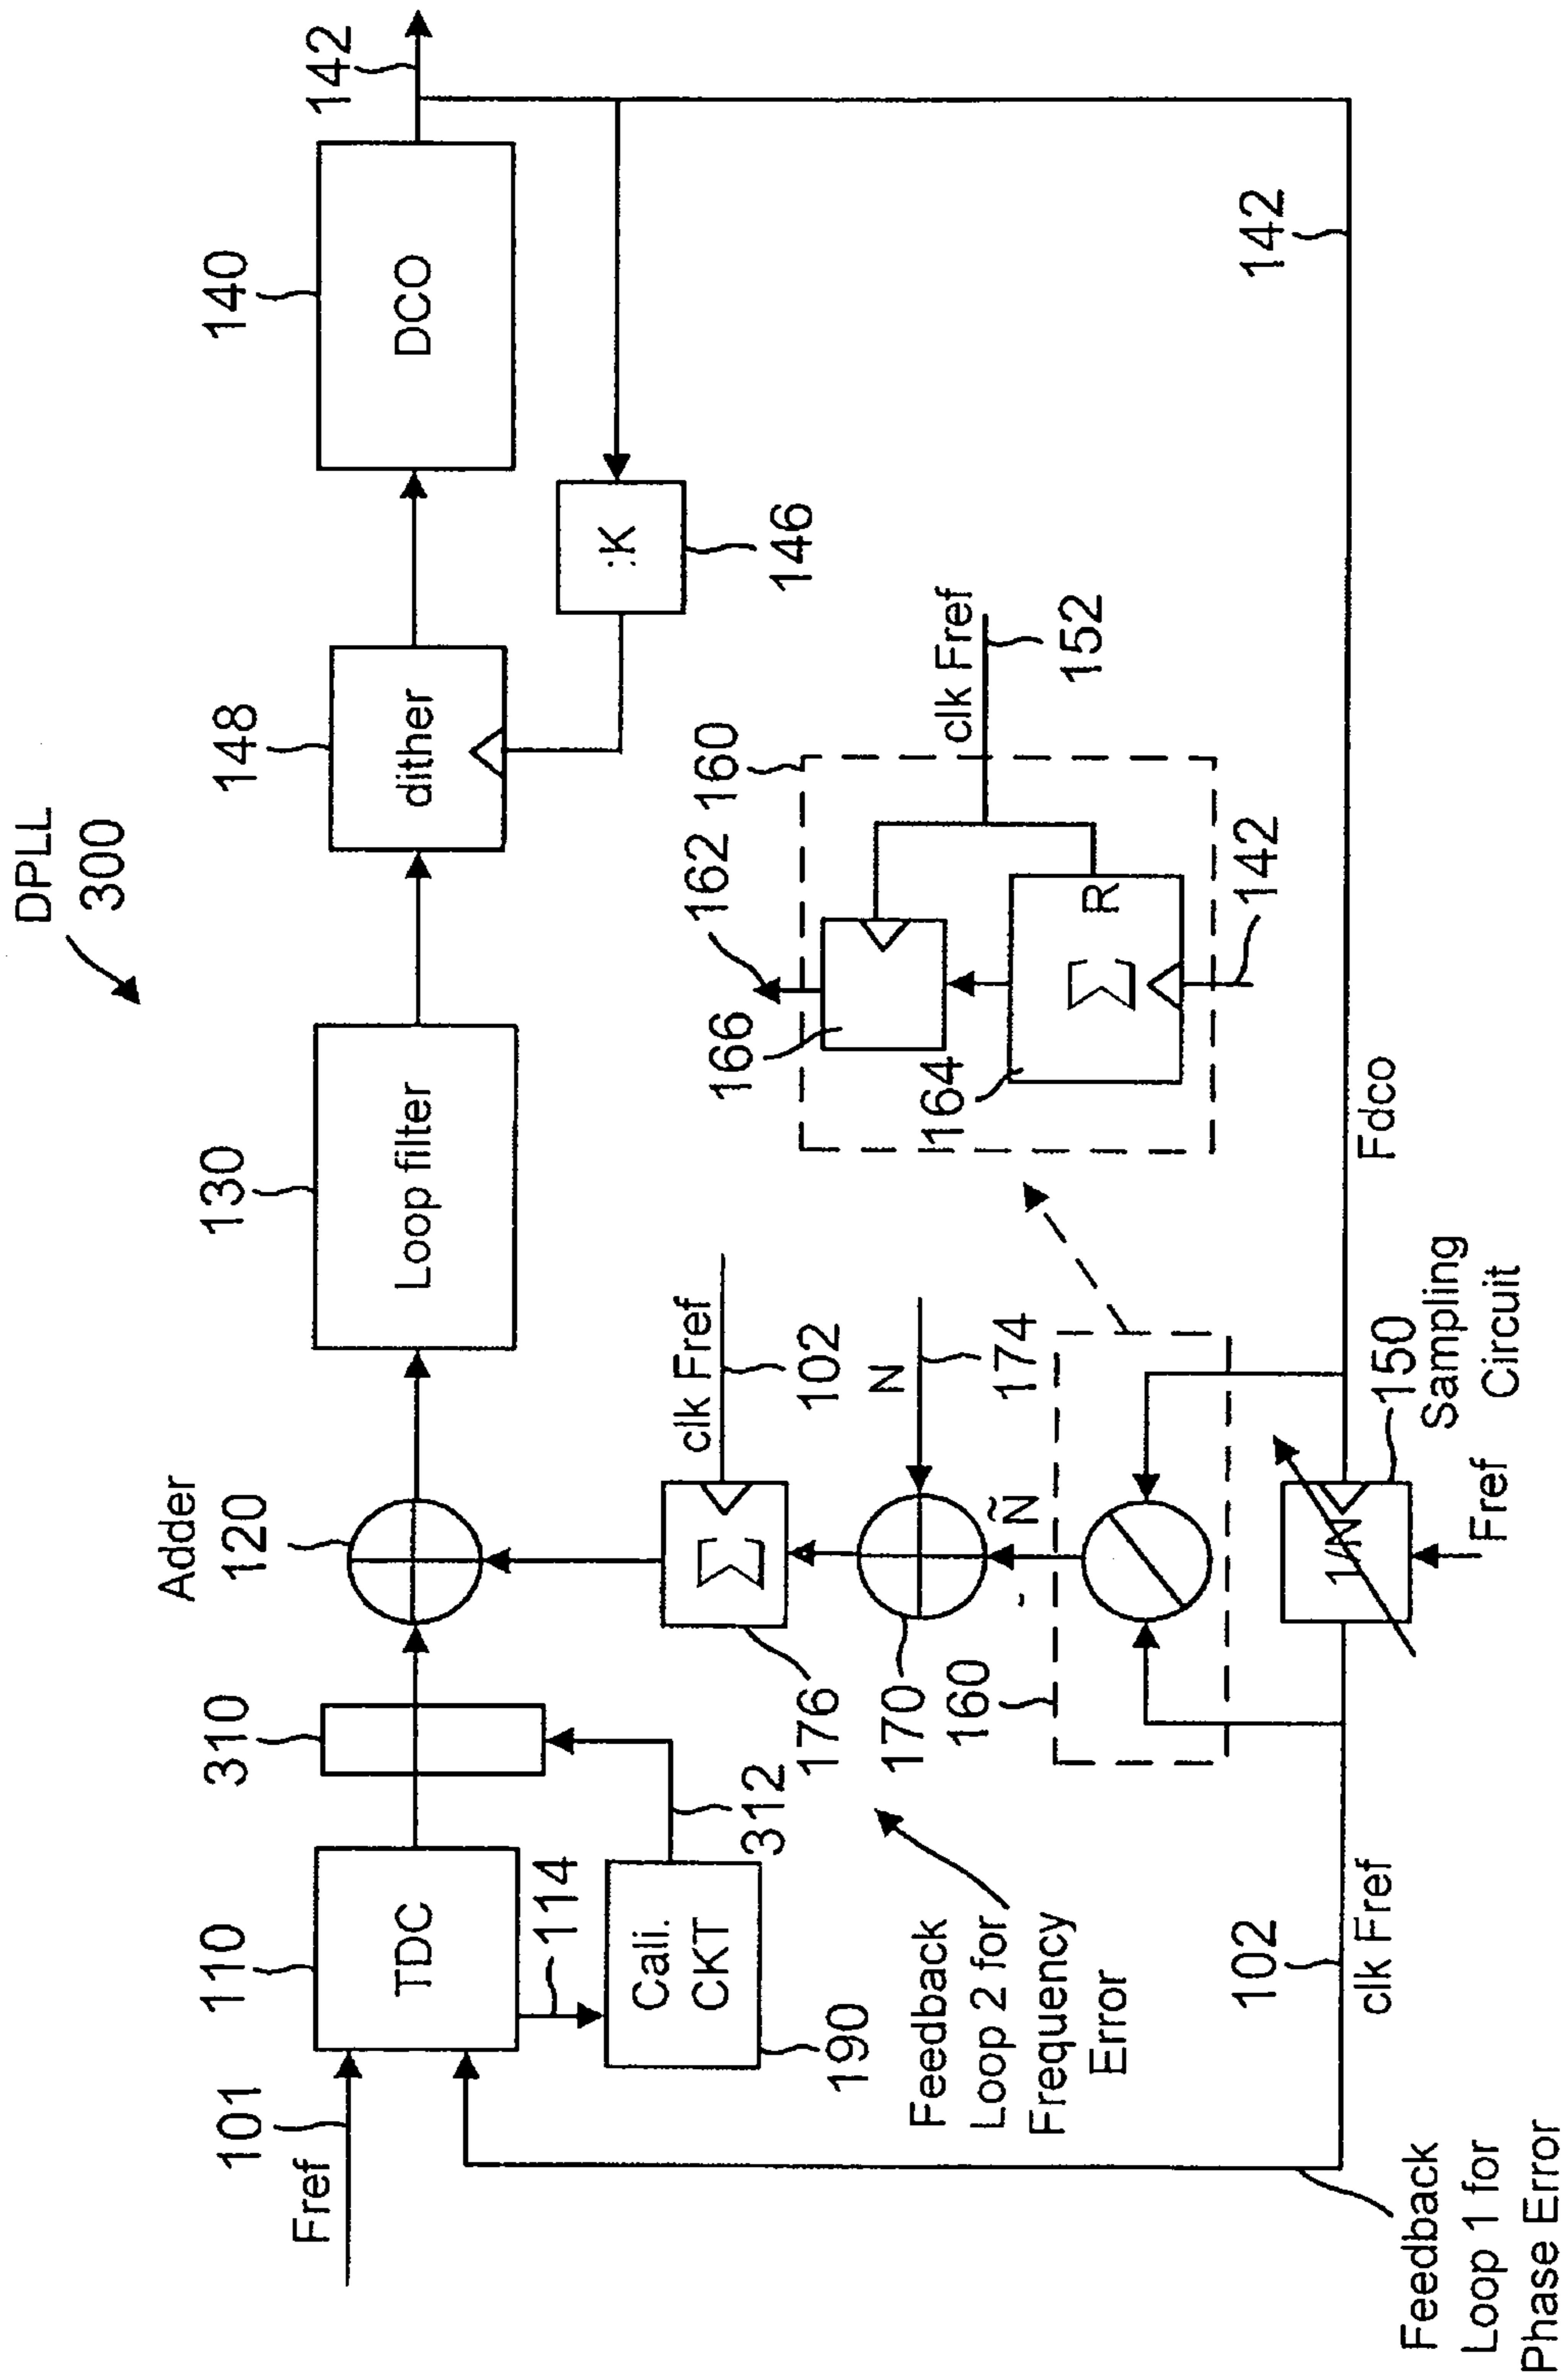 DPLL
300
142
140
DCO
148
dither
:K
146
130
Loop filter
Adder
120
310
110
TDC
101
Fref
114
Cali.
CKT
190
312
176
Σ
clk Fref
102
N
174
170
Ñ
160
160
clk Fref
152
162
166
164
Σ
R
142
142
Fdco
1/N
150
Sampling
Circuit
Fref
102
clk Fref
Feedback
Loop 2 for
Frequency
Error
Feedback
Loop 1 for
Phase Error